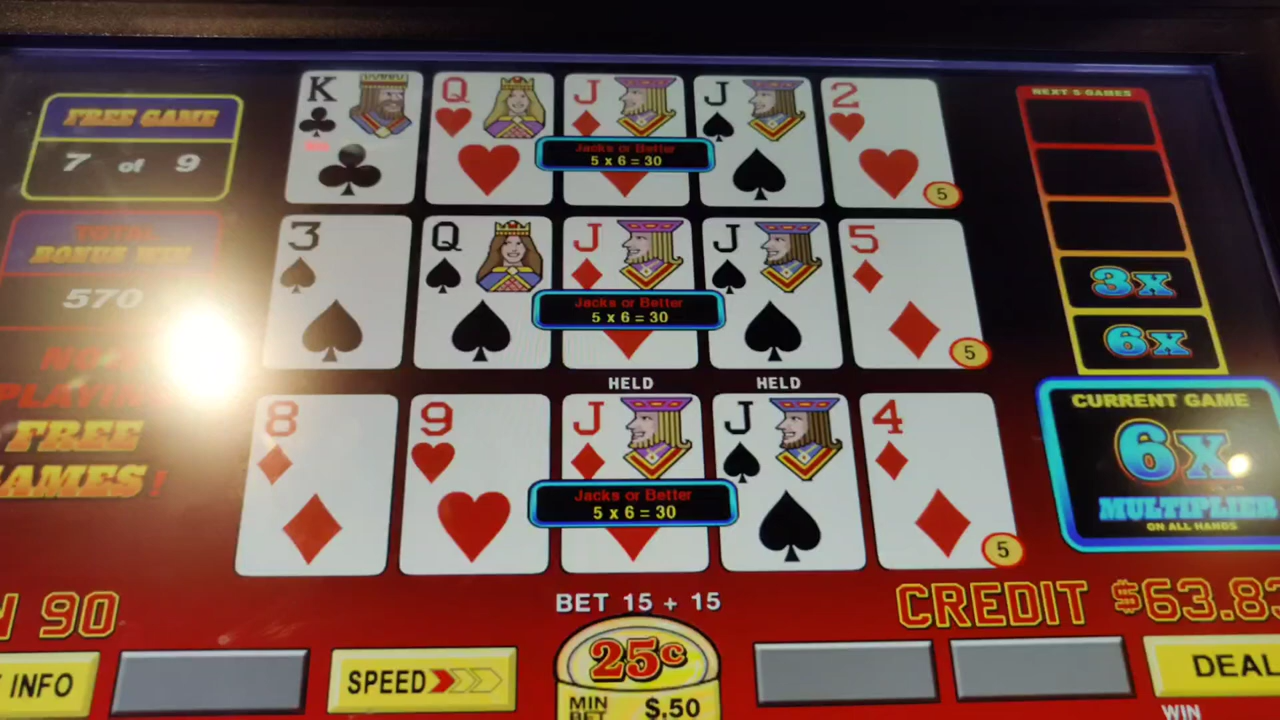 FREE GAME
7 of 9
TOTAL
BONUS WIN
570
NOW
PLAYING
FREE
GAMES!
K Q J J 2
Jacks or Better
5 x 6 = 30
5
3 Q J J 5
Jacks or Better
5 x 6 = 30
5
HELD HELD
8 9 J J 4
Jacks or Better
5 x 6 = 30
5
NEXT 5 GAMES
3x
6x
CURRENT GAME
6x
MULTIPLIER
ON ALL HANDS
90
BET 15 + 15
CREDIT $63.83
INFO
SPEED
25¢
MIN
BET $.50
DEAL
WIN